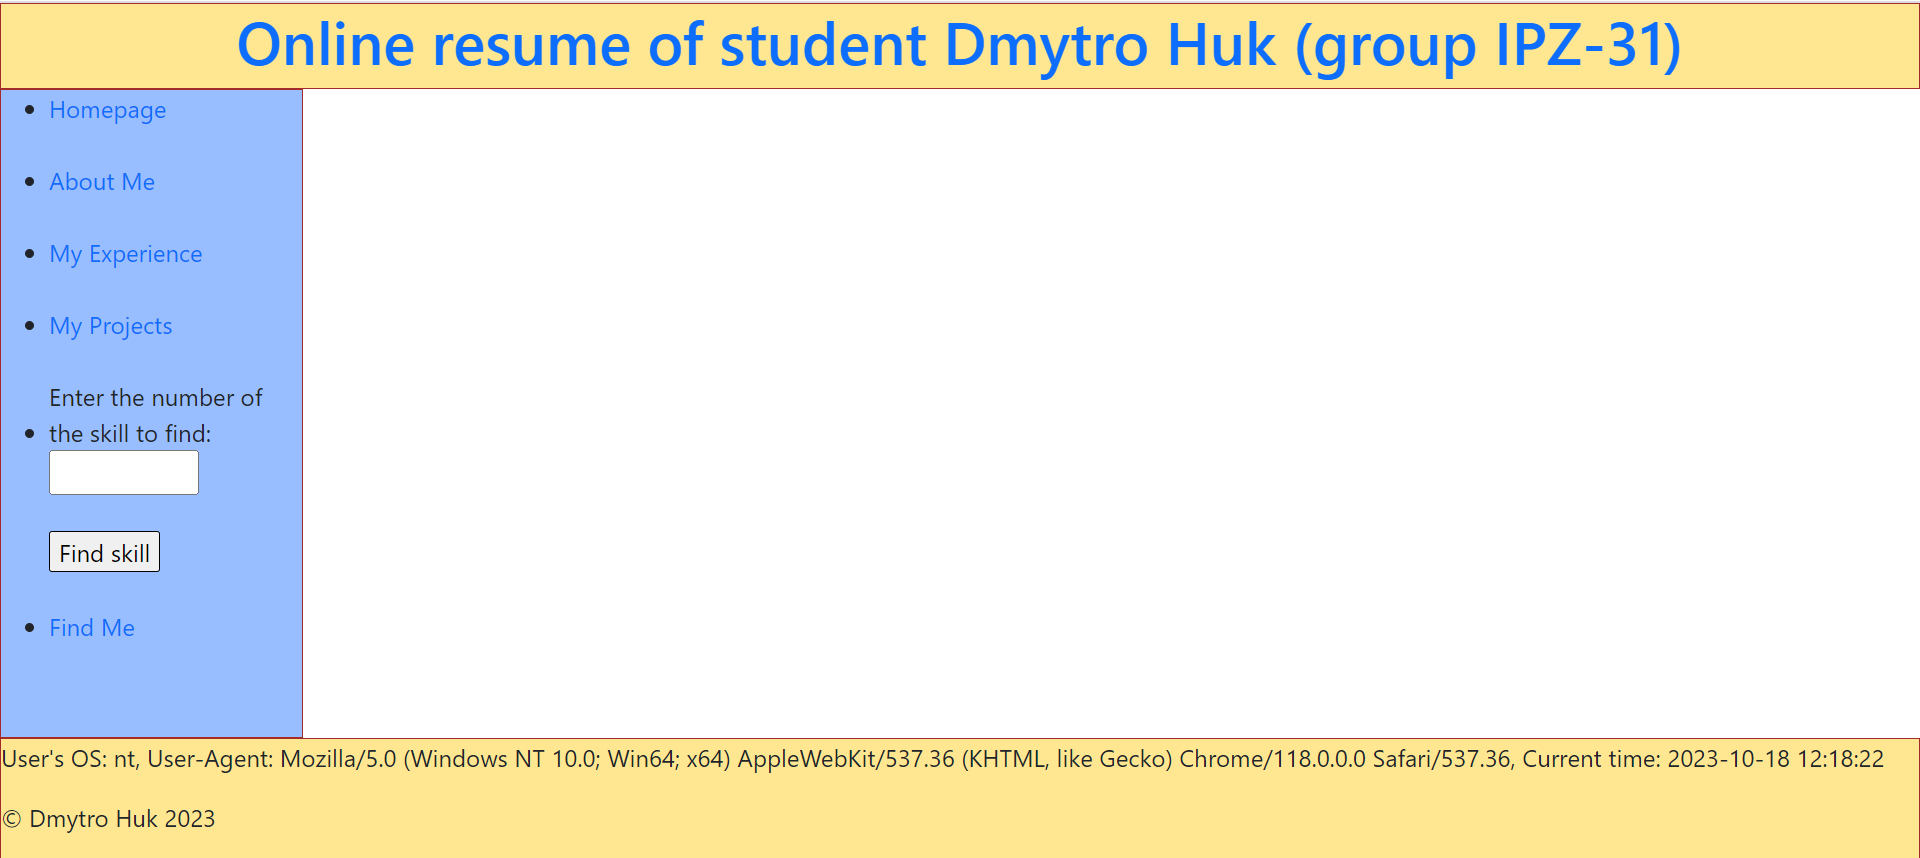 Online resume of student Dmytro Huk (group IPZ-31)
Homepage
About Me
My Experience
My Projects
Enter the number of
the skill to find:
Find skill
Find Me
User's OS: nt, User-Agent: Mozilla/5.0 (Windows NT 10.0; Win64; x64) AppleWebKit/537.36 (KHTML, like Gecko) Chrome/118.0.0.0 Safari/537.36, Current time: 2023-10-18 12:18:22
© Dmytro Huk 2023